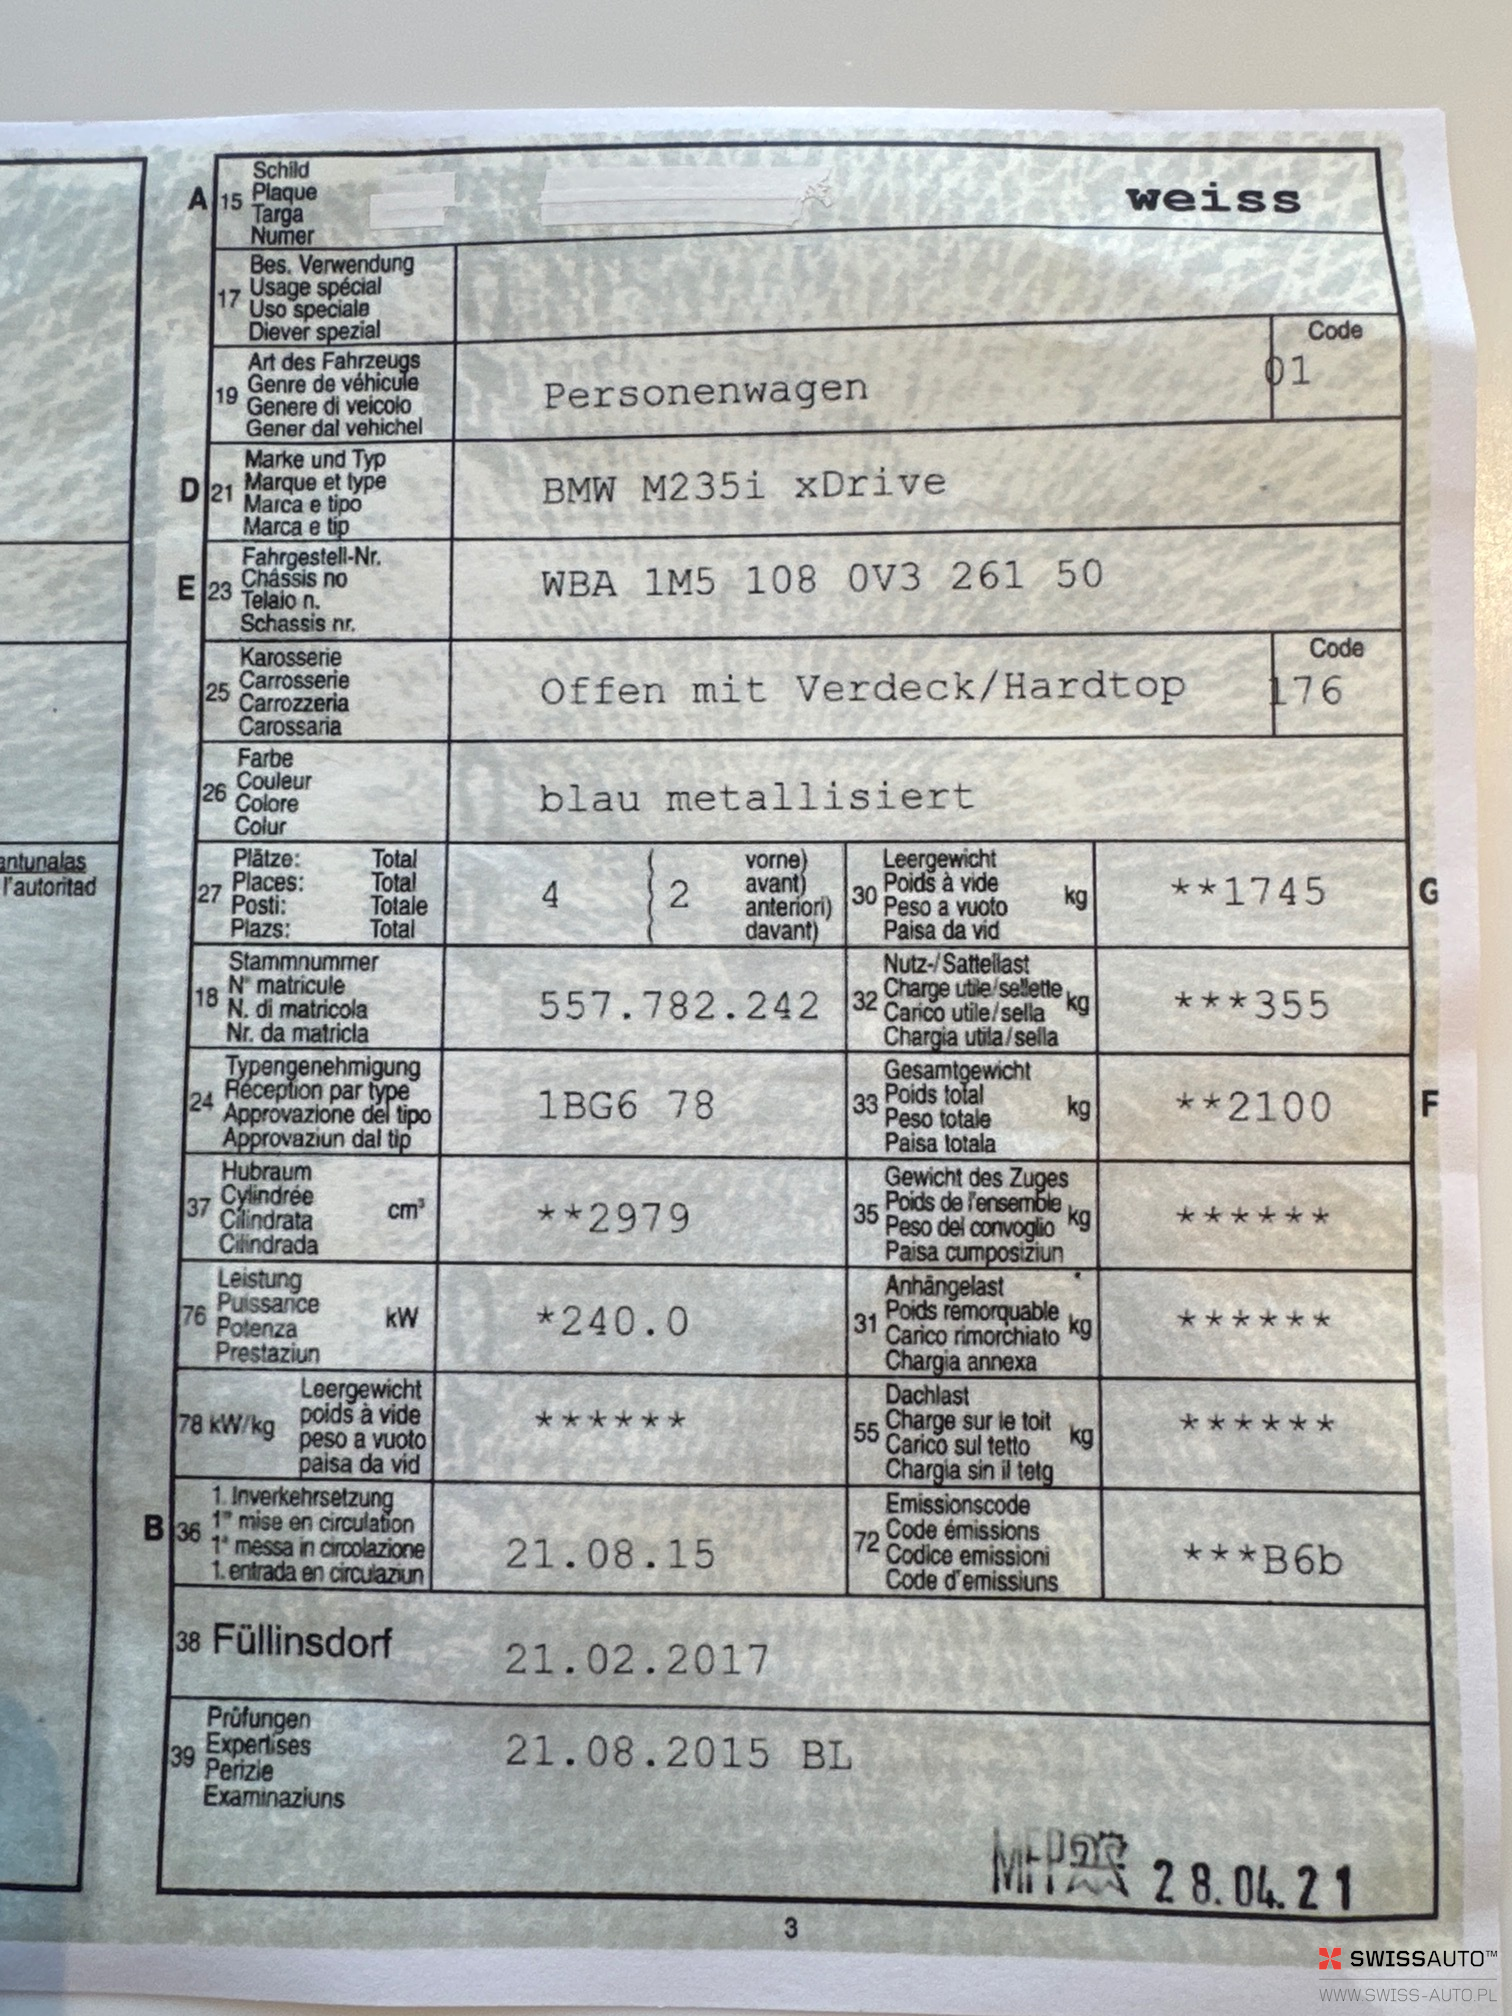 A 15 Schild
Plaque
Targa
Numer
weiss
17 Bes. Verwendung
Usage spécial
Uso speciale
Diever spezial
19 Art des Fahrzeugs
Genre de véhicule
Genere di veicolo
Gener dal vehichel
Personenwagen
Code
01
D 21 Marke und Typ
Marque et type
Marca e tipo
Marca e tip
BMW M235i xDrive
E 23 Fahrgestell-Nr.
Châssis no
Telaio n.
Schassis nr.
WBA 1M5 108 0V3 261 50
25 Karosserie
Carrosserie
Carrozzeria
Carossaria
Offen mit Verdeck/Hardtop
Code
176
26 Farbe
Couleur
Colore
Colur
blau metallisiert
antunalas
l'autoritad
27 Plätze: Total
Places: Total
Posti: Totale
Plazs: Total
4 ( 2 vorne)
avant)
anteriori)
davant)
30 Leergewicht
Poids à vide
Peso a vuoto
Paisa da vid
kg **1745 G
18 Stammnummer
N° matricule
N. di matricola
Nr. da matricla
557.782.242
32 Nutz-/Sattellast
Charge utile/sellette
Carico utile/sella
Chargia utila/sella
kg ***355
24 Typengenehmigung
Réception par type
Approvazione del tipo
Approvaziun dal tip
1BG6 78
33 Gesamtgewicht
Poids total
Peso totale
Paisa totala
kg **2100 F
37 Hubraum
Cylindrée
Cilindrata
Cilindrada
cm³ **2979
35 Gewicht des Zuges
Poids de l'ensemble
Peso del convoglio
Paisa cumposiziun
kg ******
76 Leistung
Puissance
Potenza
Prestaziun
kW *240.0
31 Anhängelast
Poids remorquable
Carico rimorchiato
Chargia annexa
kg ******
78 kW/kg Leergewicht
poids à vide
peso a vuoto
paisa da vid
******
55 Dachlast
Charge sur le toit
Carico sul tetto
Chargia sin il tetg
kg ******
B 36 1. Inverkehrsetzung
1re mise en circulation
1a messa in circolazione
1. entrada en circulaziun
21.08.15
72 Emissionscode
Code émissions
Codice emissioni
Code d'emissiuns
***B6b
38 Füllinsdorf 21.02.2017
39 Prüfungen
Expertises
Perizie
Examinaziuns
21.08.2015 BL
MFP 28.04.21
3
SWISSAUTO™
WWW.SWISS-AUTO.PL